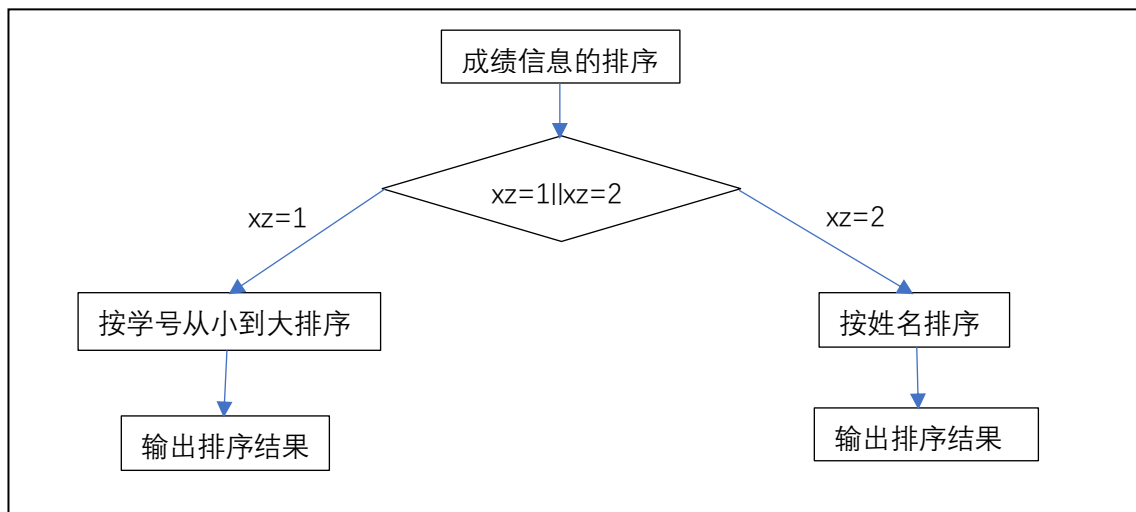 成绩信息的排序
xz=1||xz=2
xz=1
xz=2
按学号从小到大排序
按姓名排序
输出排序结果
输出排序结果